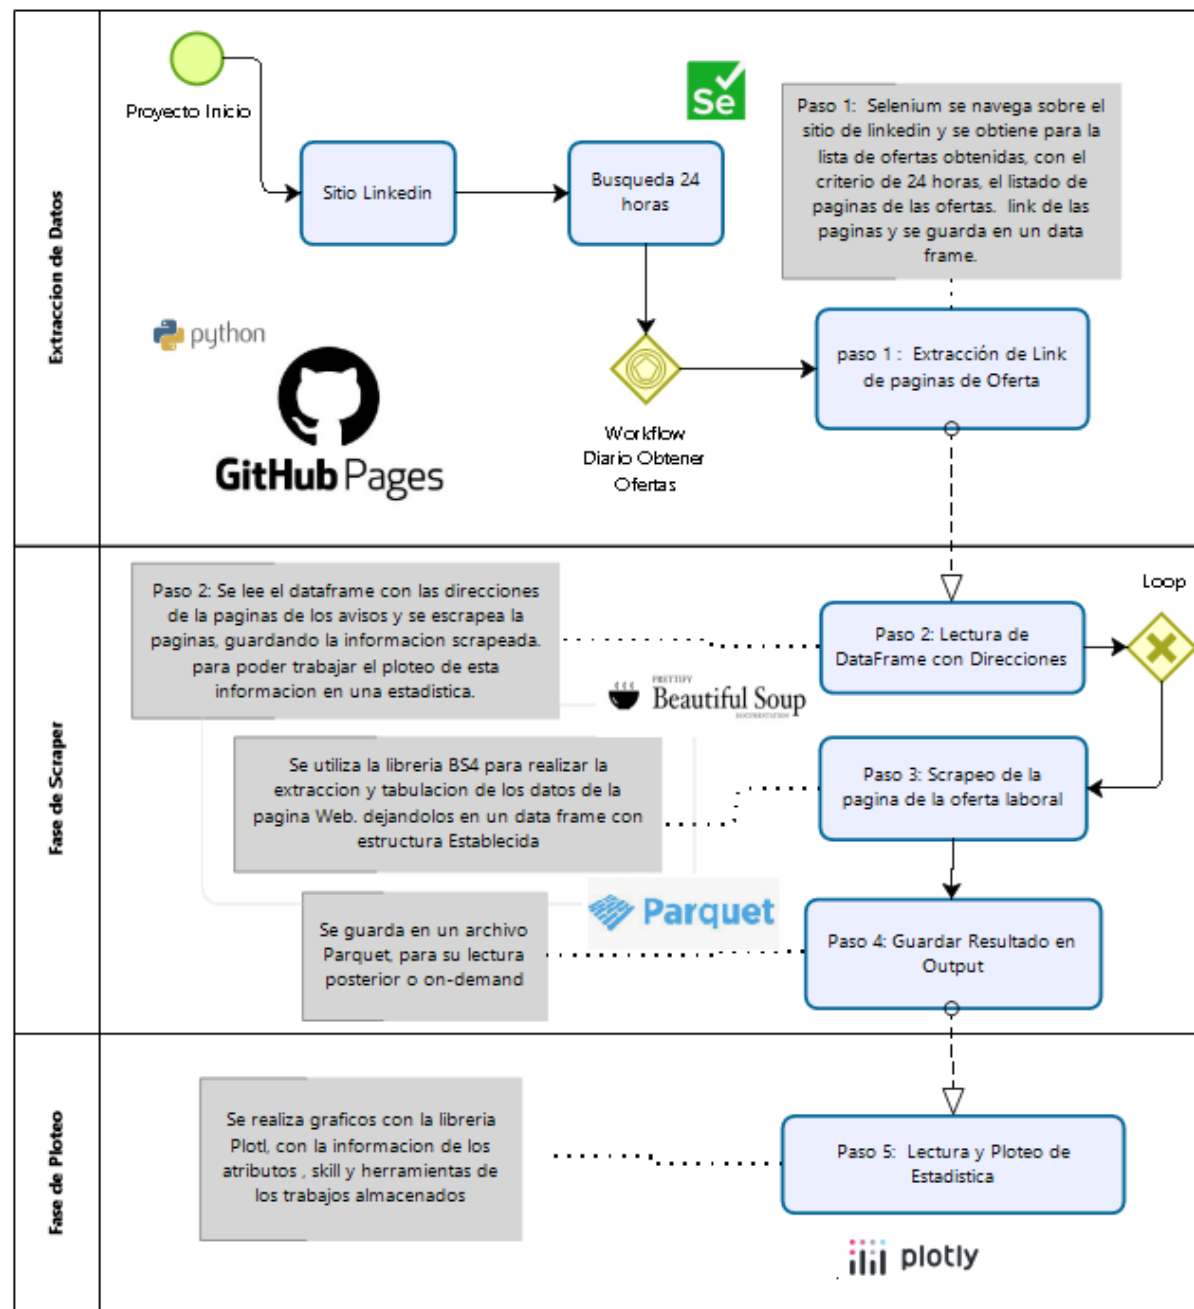 Extraccion de Datos
Proyecto Inicio
Sitio Linkedin
Busqueda 24
horas
Se
Paso 1:  Selenium se navega sobre el
sitio de linkedin y se obtiene para la
lista de ofertas obtenidas, con el
criterio de 24 horas, el listado de
paginas de las ofertas.  link de las
paginas y se guarda en un data
frame.
python
GitHub Pages
Workflow
Diario Obtener
Ofertas
paso 1 :  Extracción de Link
de paginas de Oferta
Fase de Scraper
Paso 2: Se lee el dataframe con las direcciones
de la paginas de los avisos y se escrapea la
paginas, guardando la informacion scrapeada.
para poder trabajar el ploteo de esta
informacion en una estadistica.
Paso 2: Lectura de
DataFrame con Direcciones
Loop
PRETTIFY
Beautiful Soup
DOCUMENTATION
Se utiliza la libreria BS4 para realizar la
extraccion y tabulacion de los datos de la
pagina Web. dejandolos en un data frame con
estructura Establecida
Paso 3: Scrapeo de la
pagina de la oferta laboral
Parquet
Se guarda en un archivo
Parquet, para su lectura
posterior o on-demand
Paso 4: Guardar Resultado en
Output
Fase de Ploteo
Se realiza graficos con la libreria
Plotl, con la informacion de los
atributos , skill y herramientas de
los trabajos almacenados
Paso 5:  Lectura y Ploteo de
Estadistica
plotly